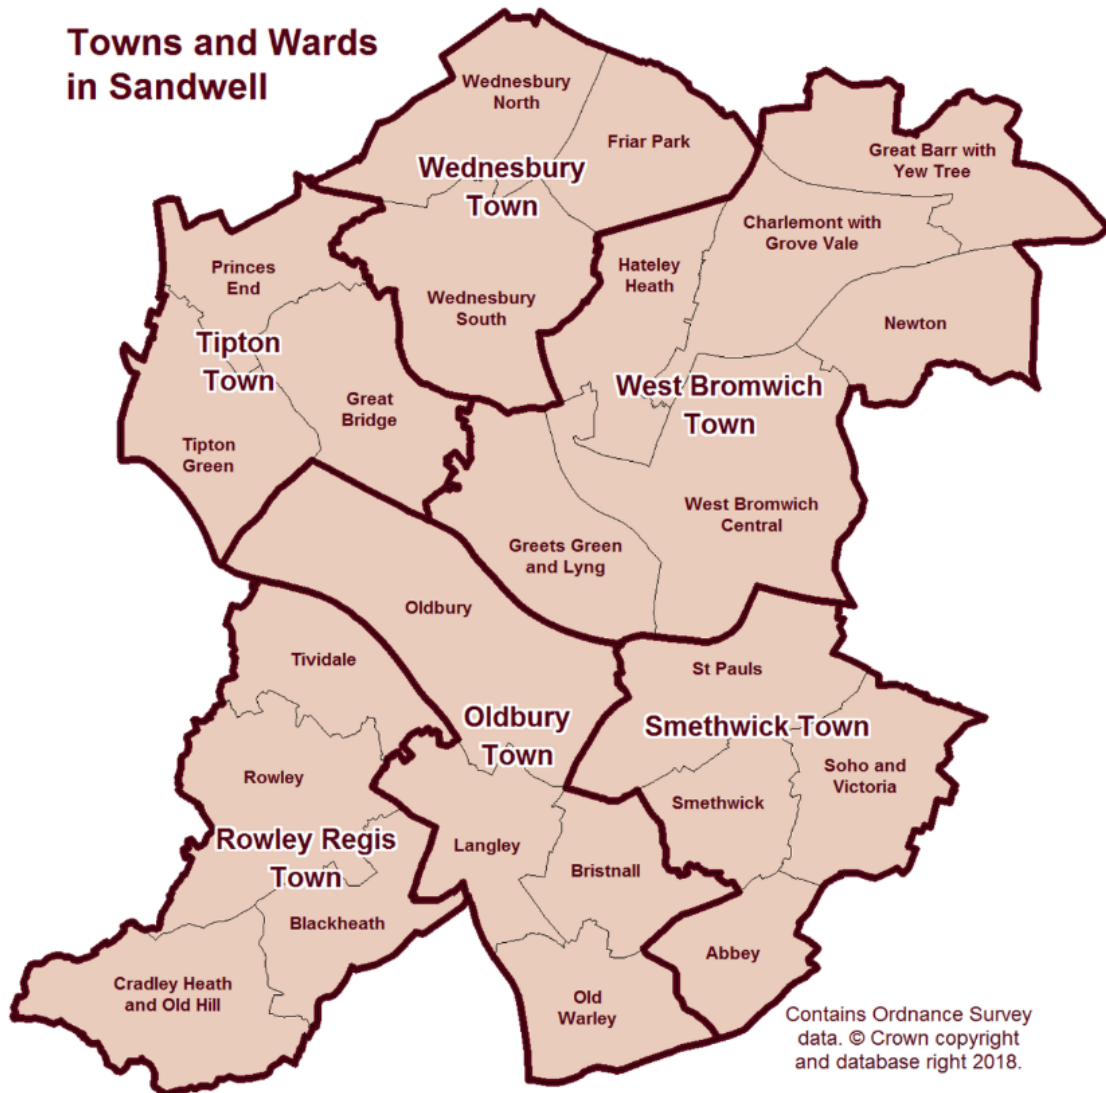 Towns and Wards
in Sandwell
Wednesbury
North
Friar Park
Great Barr with
Yew Tree
Wednesbury
Town
Charlemont with
Grove Vale
Princes
End
Hateley
Heath
Wednesbury
South
Newton
Tipton
Town
West Bromwich
Town
Great
Bridge
Tipton
Green
West Bromwich
Central
Greets Green
and Lyng
Oldbury
Tividale
St Pauls
Oldbury
Town
Smethwick Town
Rowley
Soho and
Victoria
Smethwick
Rowley Regis
Town
Langley
Bristnall
Blackheath
Abbey
Cradley Heath
and Old Hill
Old
Warley
Contains Ordnance Survey
data. © Crown copyright
and database right 2018.